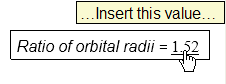 …Insert this value…
Ratio of orbital radii = 1.52